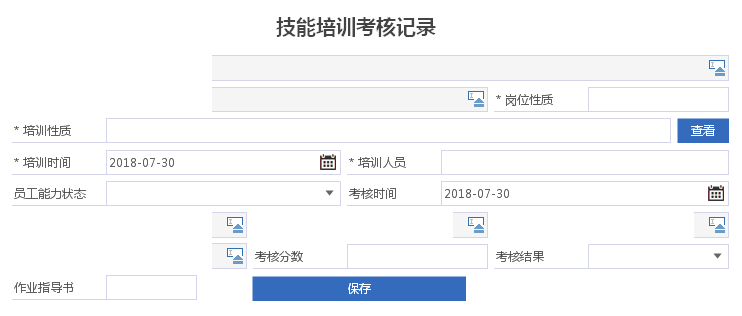 技能培训考核记录
* 岗位性质
* 培训性质 查看
* 培训时间 2018-07-30 * 培训人员
员工能力状态 考核时间 2018-07-30
考核分数 考核结果
作业指导书 保存